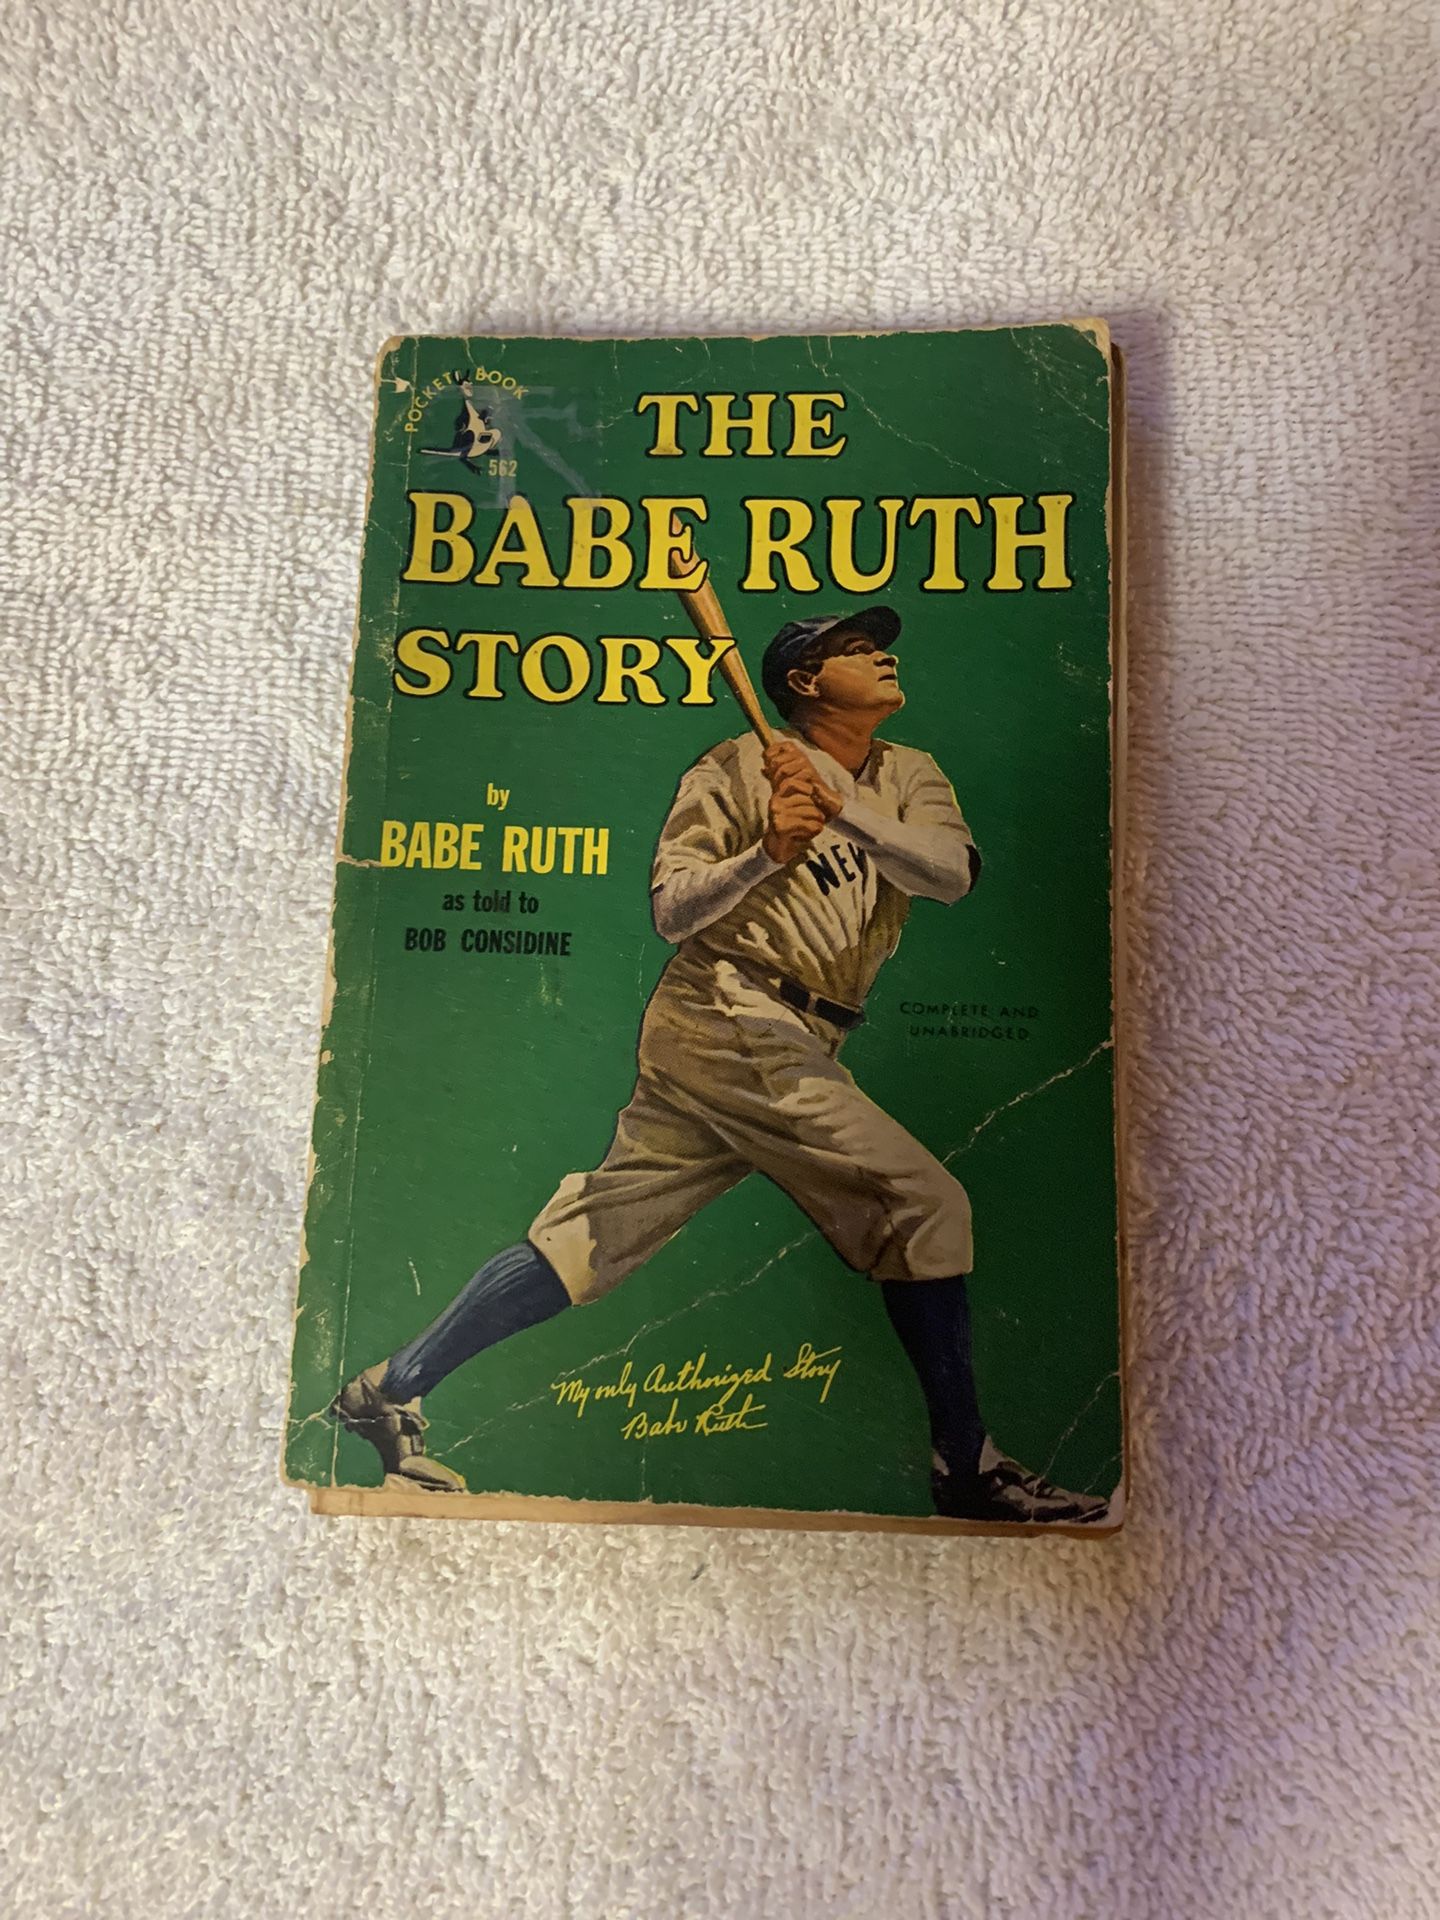 POCKET BOOK
562
THE
BABE RUTH
STORY
by
BABE RUTH
as told to
BOB CONSIDINE
NEW
COMPLETE AND
UNABRIDGED
My only Authorized Story
Babe Ruth